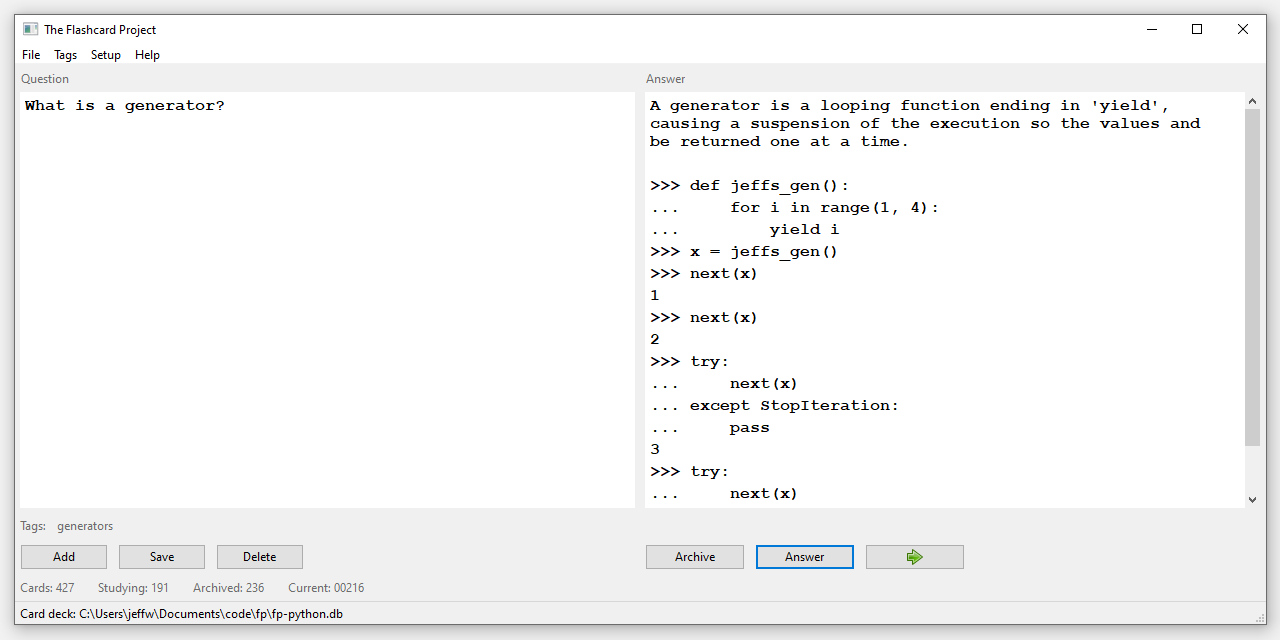 The Flashcard Project
File Tags Setup Help
Question
What is a generator?
Answer
A generator is a looping function ending in 'yield',
causing a suspension of the execution so the values and
be returned one at a time.
>>> def jeffs_gen():
...     for i in range(1, 4):
...         yield i
>>> x = jeffs_gen()
>>> next(x)
1
>>> next(x)
2
>>> try:
...     next(x)
... except StopIteration:
...     pass
3
>>> try:
...     next(x)
Tags: generators
Add Save Delete
Archive Answer
Cards: 427 Studying: 191 Archived: 236 Current: 00216
Card deck: C:\Users\jeffw\Documents\code\fp\fp-python.db